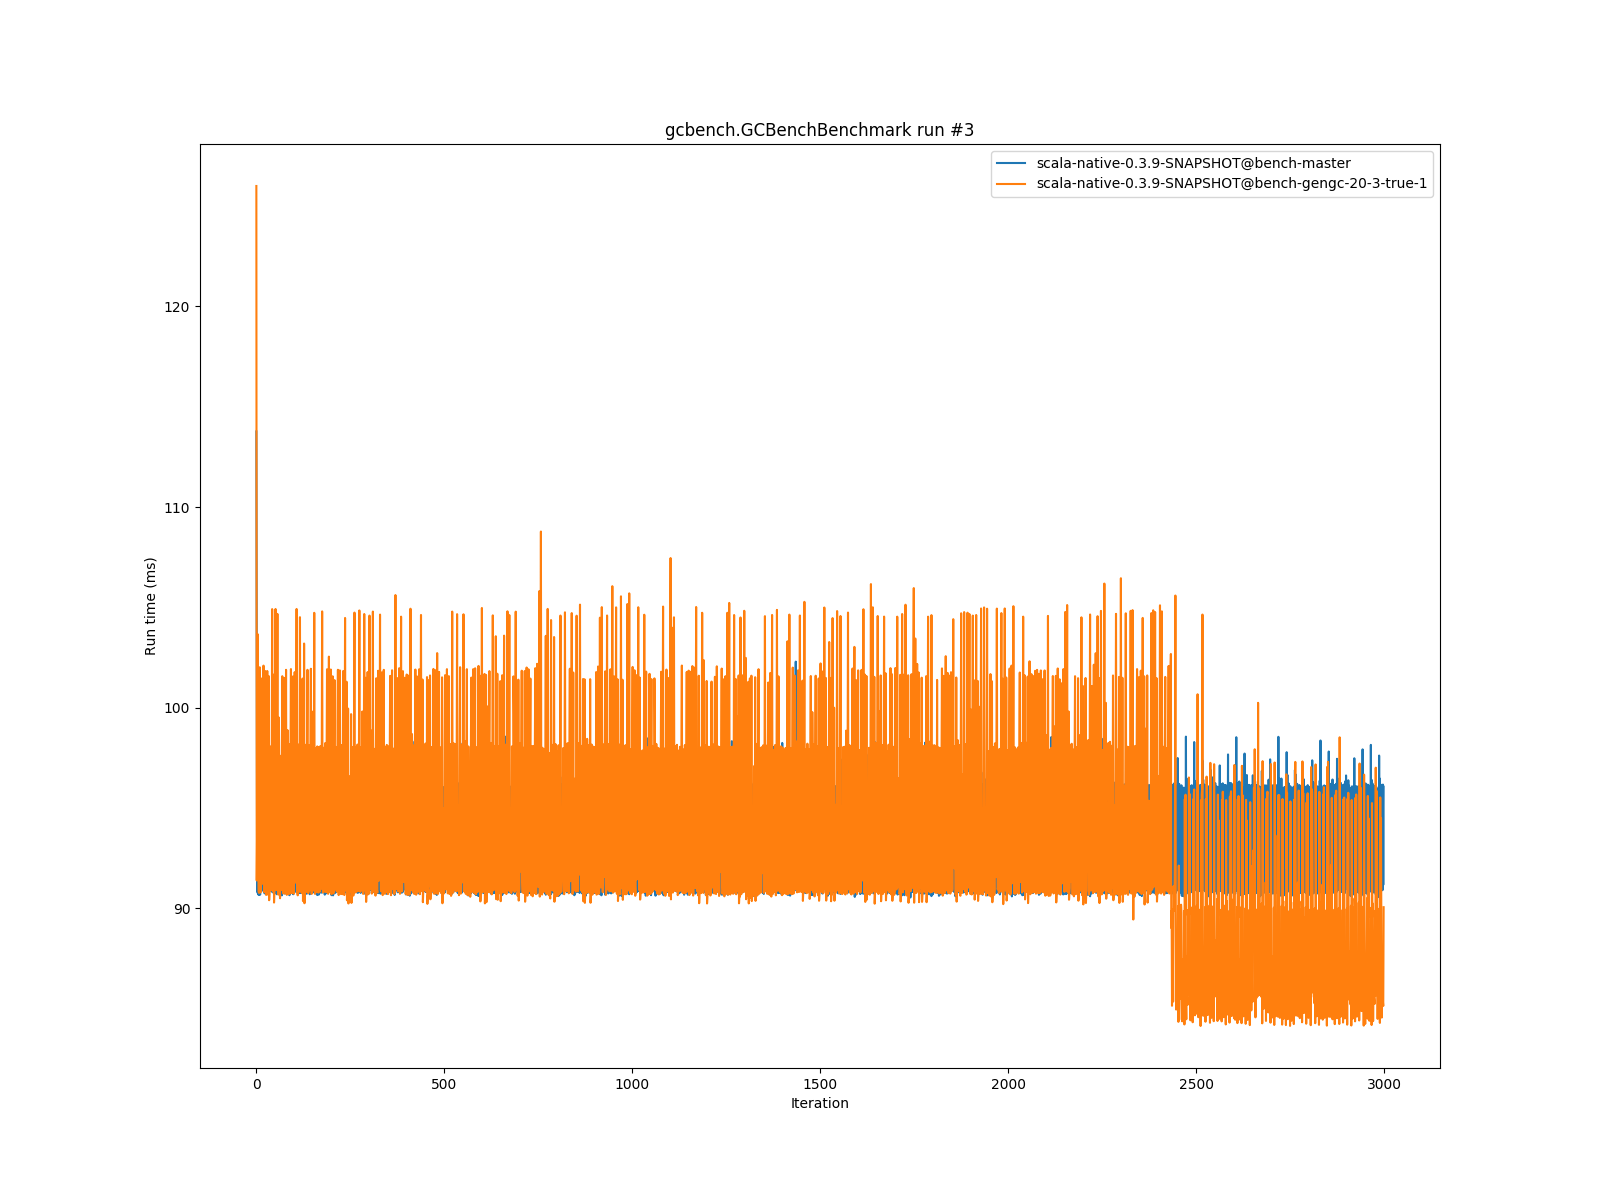 gcbench.GCBenchBenchmark run #3
scala-native-0.3.9-SNAPSHOT@bench-master
scala-native-0.3.9-SNAPSHOT@bench-gengc-20-3-true-1
120
110
100
90
Run time (ms)
0 500 1000 1500 2000 2500 3000
Iteration